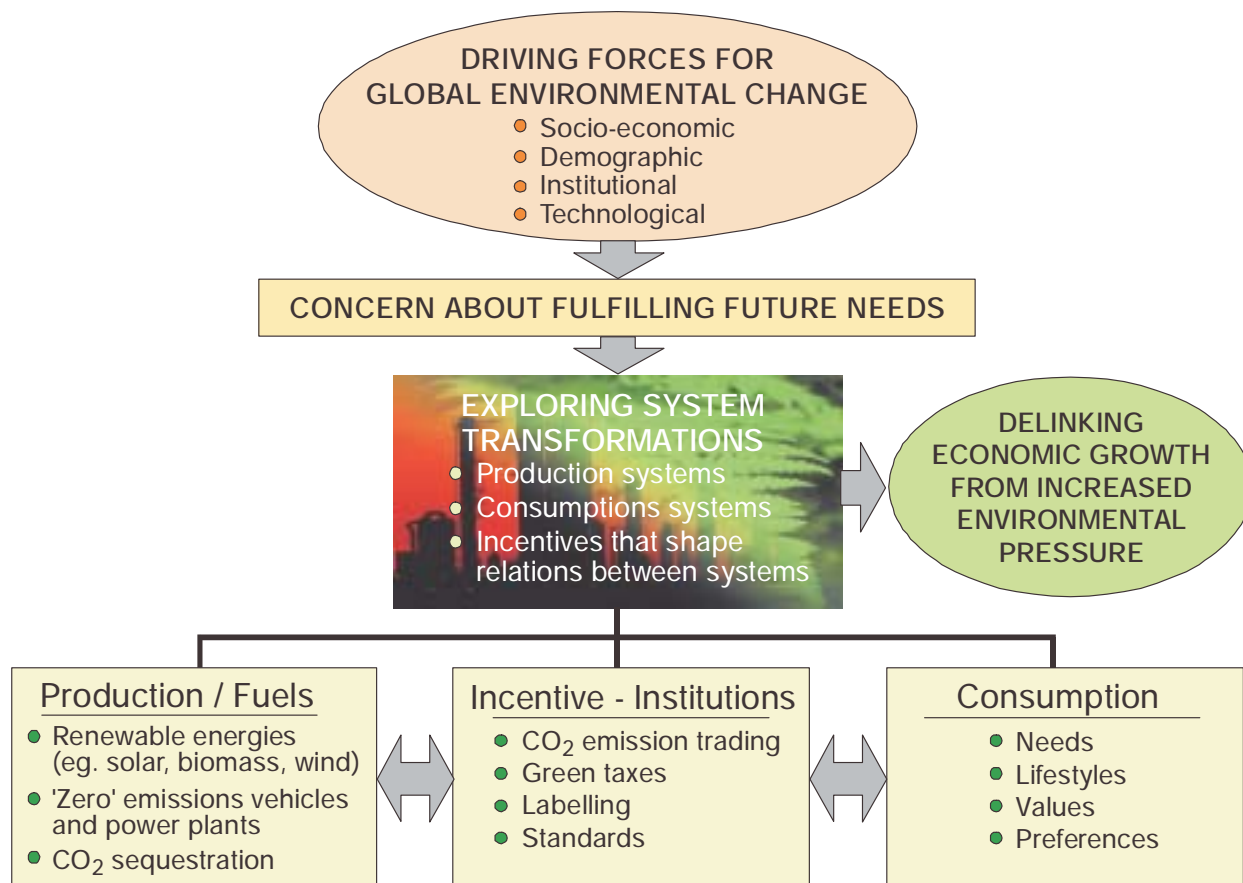 DRIVING FORCES FOR
GLOBAL ENVIRONMENTAL CHANGE
Socio-economic
Demographic
Institutional
Technological
CONCERN ABOUT FULFILLING FUTURE NEEDS
EXPLORING SYSTEM
TRANSFORMATIONS
Production systems
Consumptions systems
Incentives that shape
relations between systems
DELINKING
ECONOMIC GROWTH
FROM INCREASED
ENVIRONMENTAL
PRESSURE
Production / Fuels
Renewable energies
(eg. solar, biomass, wind)
'Zero' emissions vehicles
and power plants
CO₂ sequestration
Incentive - Institutions
CO₂ emission trading
Green taxes
Labelling
Standards
Consumption
Needs
Lifestyles
Values
Preferences